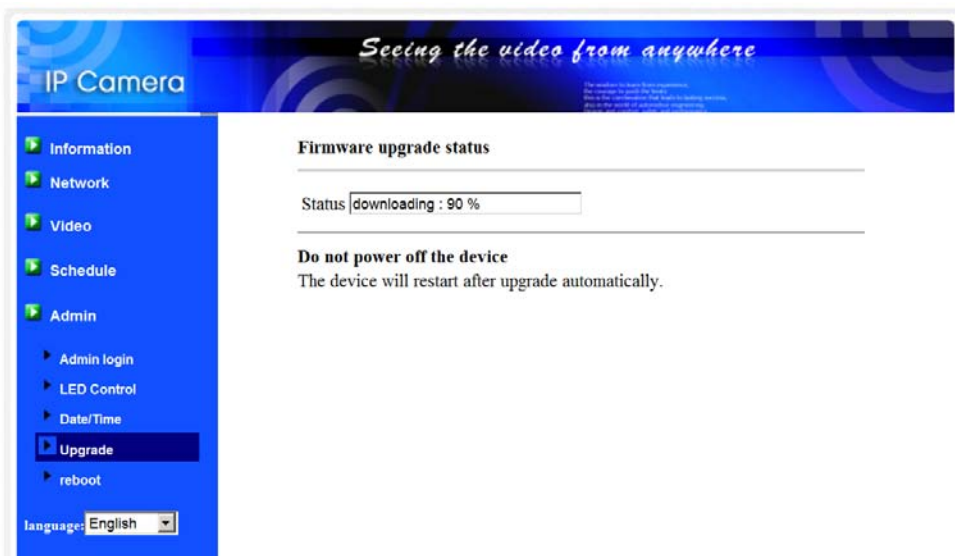 Seeing the video from anywhere
IP Camera
Information
Network
Video
Schedule
Admin
Admin login
LED Control
Date/Time
Upgrade
reboot
language: English
Firmware upgrade status
Status downloading : 90 %
Do not power off the device
The device will restart after upgrade automatically.